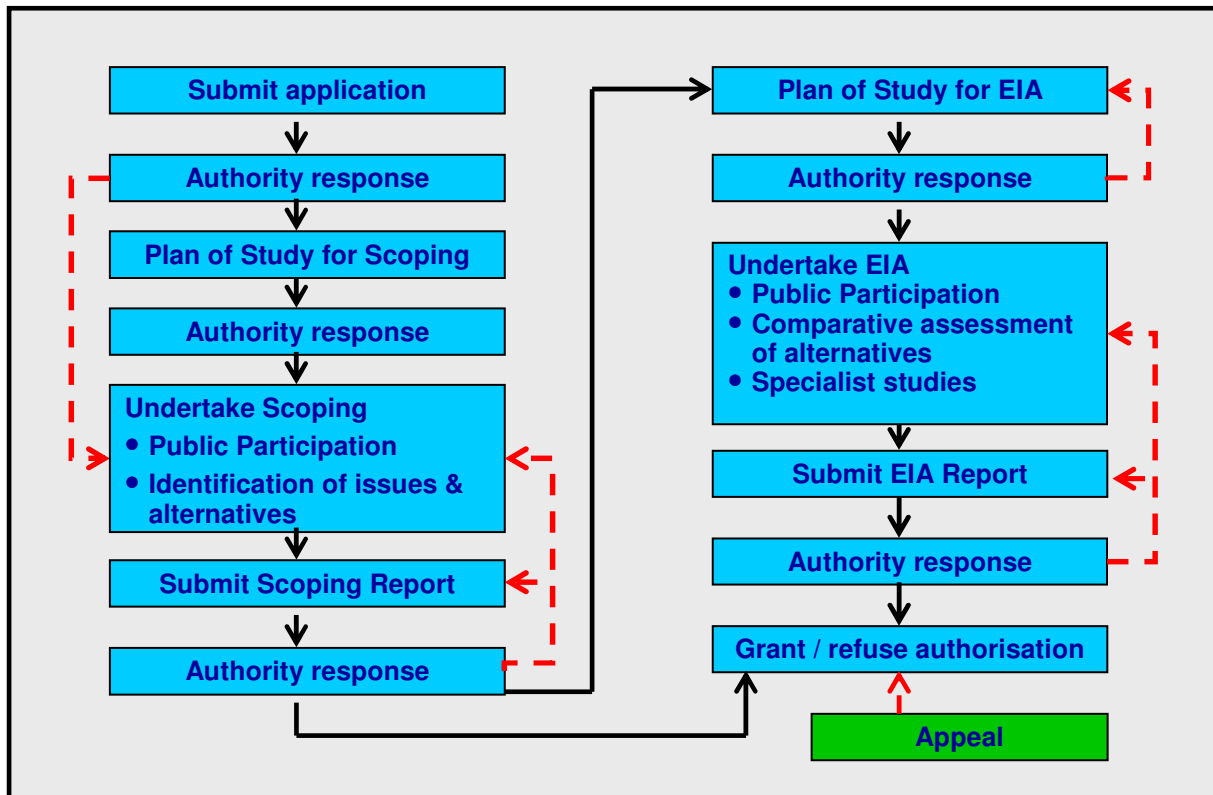 Submit application
Authority response
Plan of Study for Scoping
Authority response
Undertake Scoping
• Public Participation
• Identification of issues &
alternatives
Submit Scoping Report
Authority response
Plan of Study for EIA
Authority response
Undertake EIA
• Public Participation
• Comparative assessment
of alternatives
• Specialist studies
Submit EIA Report
Authority response
Grant / refuse authorisation
Appeal